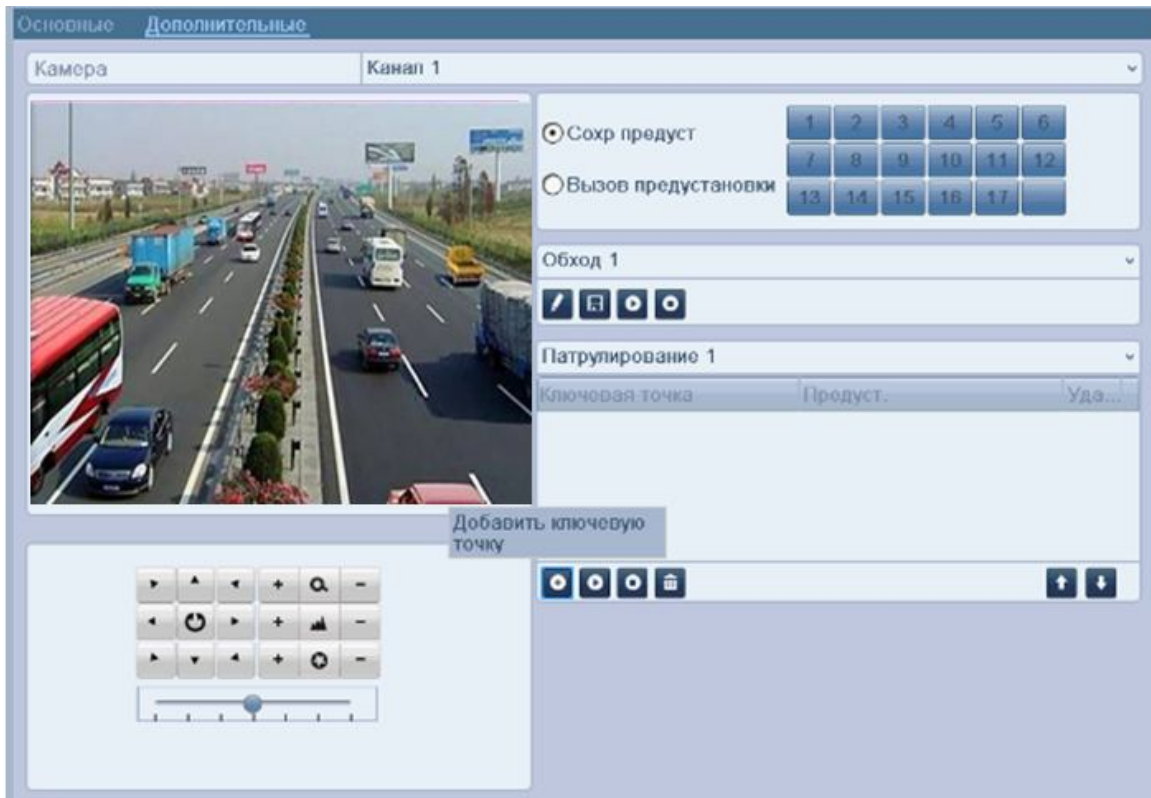 Основные Дополнительные
Камера Канал 1
Сохр предуст
1 2 3 4 5 6
Вызов предустановки
7 8 9 10 11 12
13 14 15 16 17
Обход 1
Патрулирование 1
Ключевая точка Предуст. Уда...
Добавить ключевую
точку